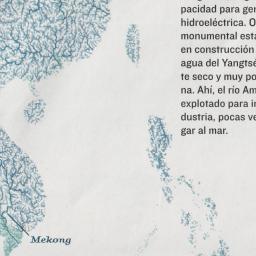 pacidad para ger
hidroeléctrica. O
monumental esta
en construcción
agua del Yangtsé
te seco y muy po
na. Ahí, el río Am
explotado para in
dustria, pocas ve
gar al mar.
Mekong